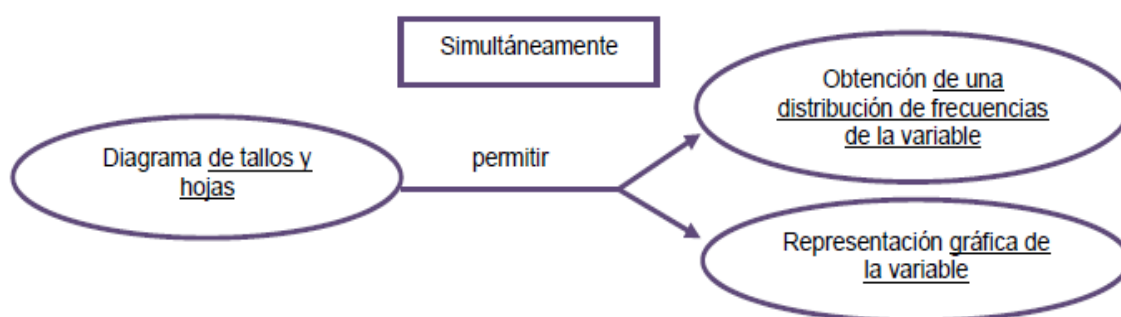 Simultáneamente
Obtención de una
distribución de frecuencias
de la variable
Diagrama de tallos y
hojas
permitir
Representación gráfica de
la variable